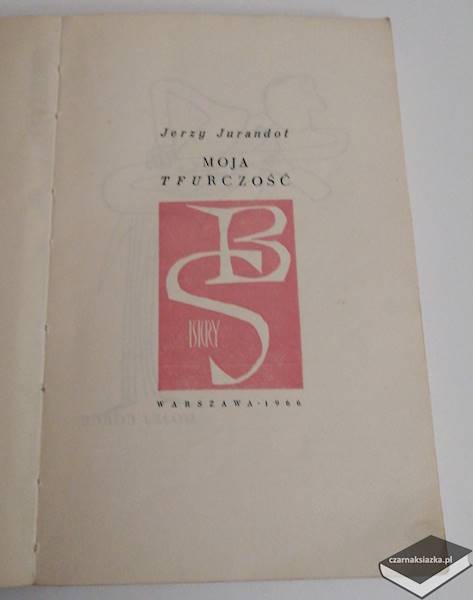 Jerzy Jurandot
MOJA
TFURCZOŚĆ
BS
ISKRY
WARSZAWA · 1966
czarnaksiazka.pl